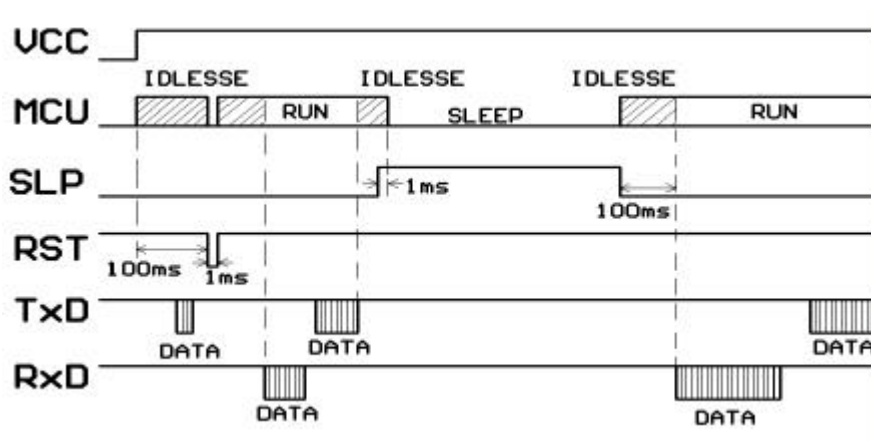 VCC
IDLESSE IDLESSE IDLESSE
MCU RUN SLEEP RUN
SLP 1ms
100ms
RST
100ms 1ms
TxD
DATA DATA DATA
RxD
DATA DATA